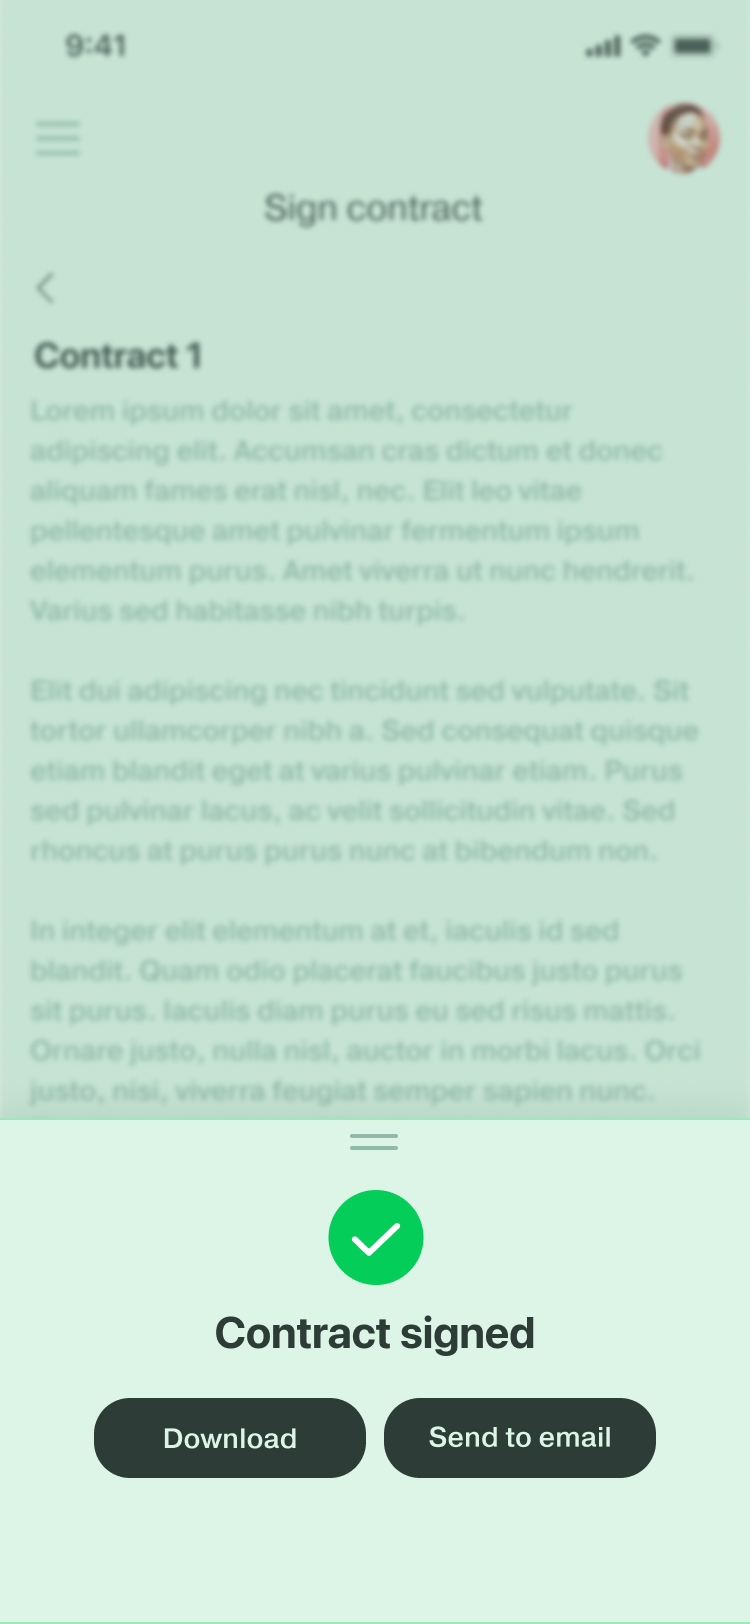 9:41
Sign contract
Contract 1
Lorem ipsum dolor sit amet, consectetur
adipiscing elit. Accumsan cras dictum et donec
aliquam fames erat nisl, nec. Elit leo vitae
pellentesque amet pulvinar fermentum ipsum
elementum purus. Amet viverra ut nunc hendrerit.
Varius sed habitasse nibh turpis.
Elit dui adipiscing nec tincidunt sed vulputate. Sit
tortor ullamcorper nibh a. Sed consequat quisque
etiam blandit eget at varius pulvinar etiam. Purus
sed pulvinar lacus, ac velit sollicitudin vitae. Sed
rhoncus at purus purus nunc at bibendum non.
In integer elit elementum at et, iaculis id sed
blandit. Quam odio placerat faucibus justo purus
sit purus. Iaculis diam purus eu sed risus mattis.
Ornare justo, nulla nisl, auctor in morbi lacus. Orci
justo, nisi, viverra feugiat semper sapien nunc.
Contract signed
Download
Send to email